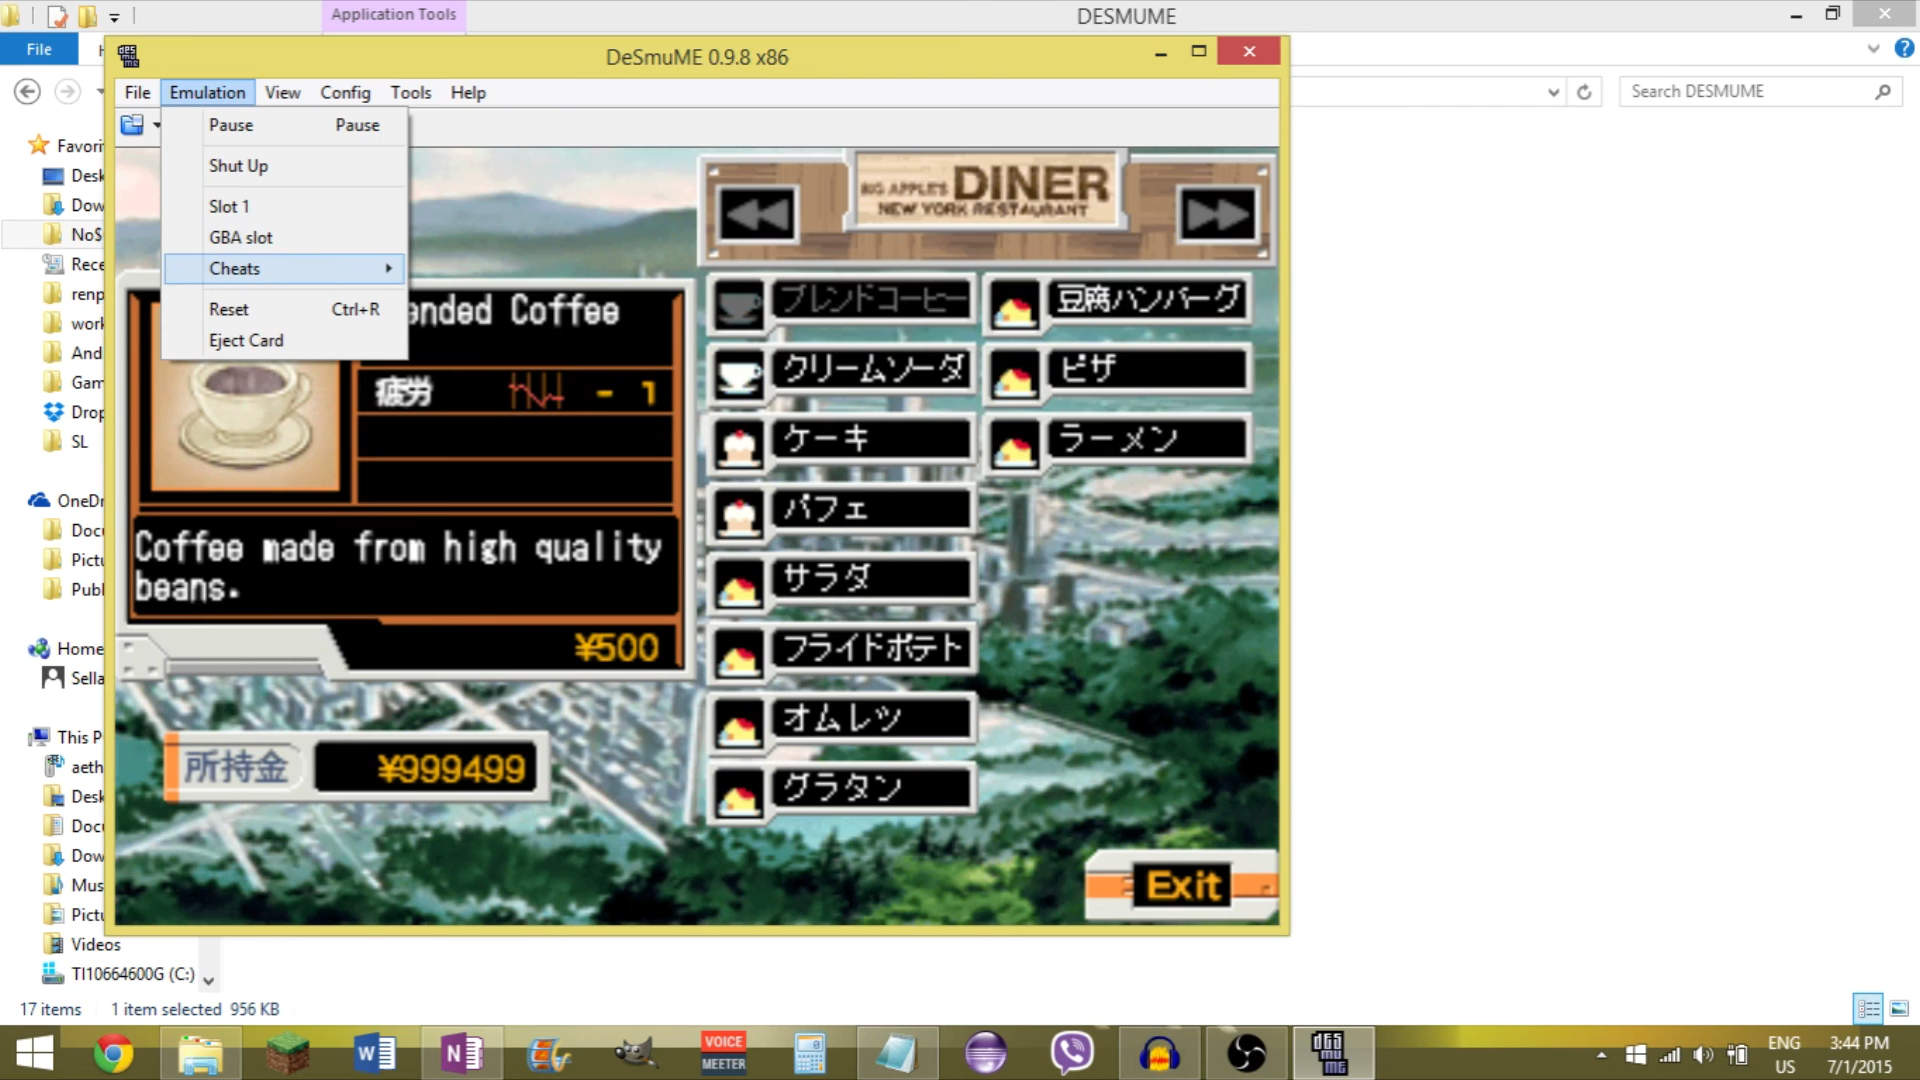 Application Tools
DESMUME
File
DeSmuME 0.9.8 x86
File Emulation View Config Tools Help
Search DESMUME
Pause Pause
Shut Up
Slot 1
GBA slot
Cheats
Reset Ctrl+R
Eject Card
BIG APPLE'S DINER
NEW YORK RESTAURANT
ended Coffee
疲労 - 1
Coffee made from high quality
beans.
¥500
所持金 ¥999499
ブレンドコーヒー
クリームソーダ
ケーキ
パフェ
サラダ
フライドポテト
オムレツ
グラタン
豆腐ハンバーグ
ピザ
ラーメン
Exit
Favori
Desk
Dow
No$
Rece
renp
work
And
Gam
Drop
SL
OneDr
Docu
Pictu
Publ
Home
Sella
This P
aeth
Desk
Docu
Dow
Mus
Pictu
Videos
TI10664600G (C:)
17 items 1 item selected 956 KB
VOICE
MEETER
ENG
US
3:44 PM
7/1/2015